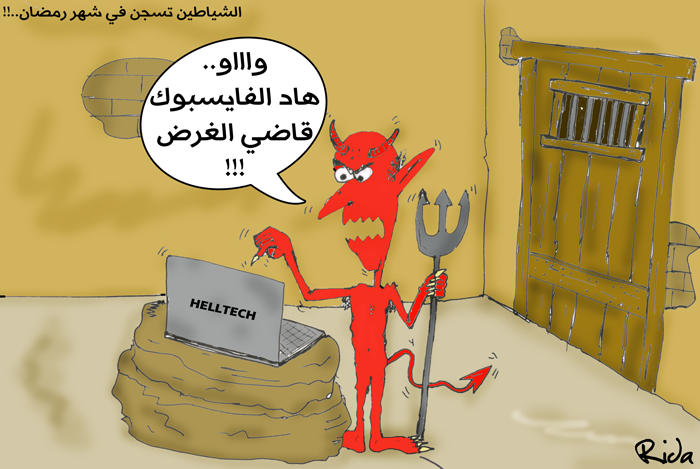 الشياطين تسجن في شهر رمضان..!!
واااو..
هاد الفايسبوك
قاضي الغرض
!!!
HELLTECH
Rida